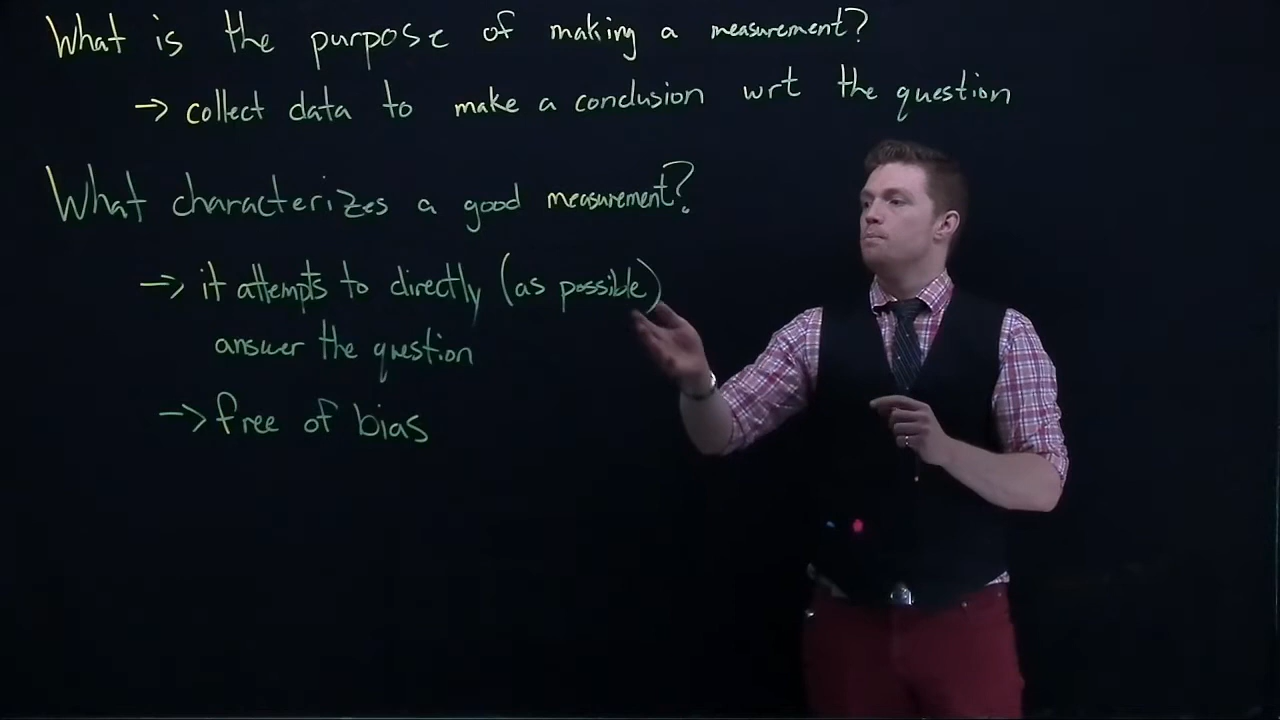 What is the purpose of making a measurement?
→ collect data to make a conclusion wrt the question
What characterizes a good measurement?
→ it attempts to directly (as possible)
answer the question
→ free of bias